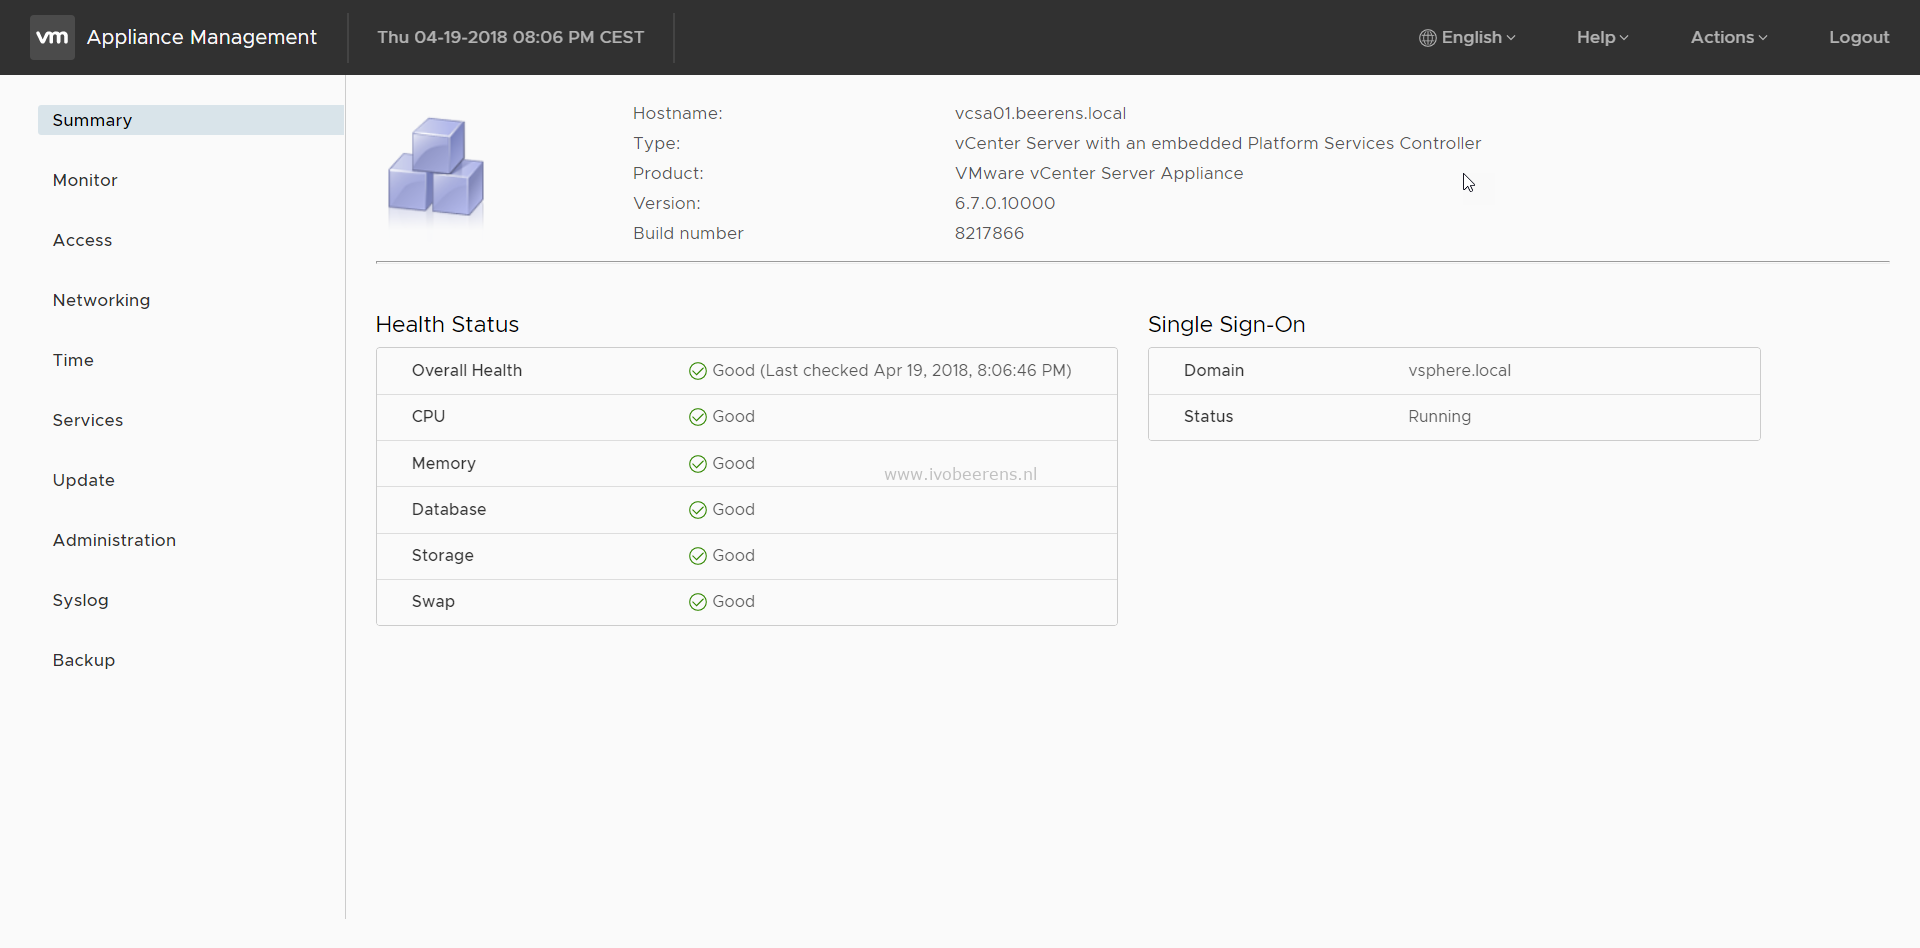 vm Appliance Management Thu 04-19-2018 08:06 PM CEST English Help Actions Logout
Summary
Monitor
Access
Networking
Time
Services
Update
Administration
Syslog
Backup
Hostname: vcsa01.beerens.local
Type: vCenter Server with an embedded Platform Services Controller
Product: VMware vCenter Server Appliance
Version: 6.7.0.10000
Build number 8217866
Health Status
Overall Health Good (Last checked Apr 19, 2018, 8:06:46 PM)
CPU Good
Memory Good
www.ivobeerens.nl
Database Good
Storage Good
Swap Good
Single Sign-On
Domain vsphere.local
Status Running